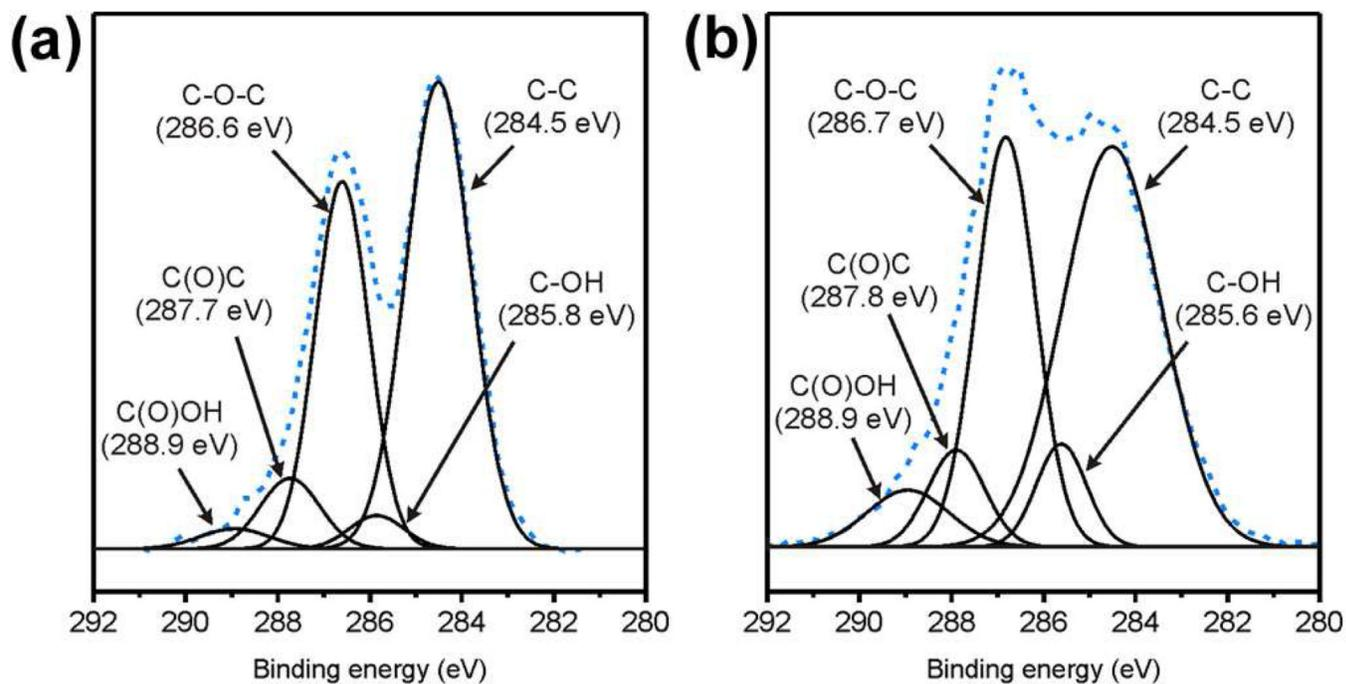 (a)
C-O-C
(286.6 eV)
C-C
(284.5 eV)
C(O)C
(287.7 eV)
C-OH
(285.8 eV)
C(O)OH
(288.9 eV)
292 290 288 286 284 282 280
Binding energy (eV)
(b)
C-O-C
(286.7 eV)
C-C
(284.5 eV)
C(O)C
(287.8 eV)
C-OH
(285.6 eV)
C(O)OH
(288.9 eV)
292 290 288 286 284 282 280
Binding energy (eV)